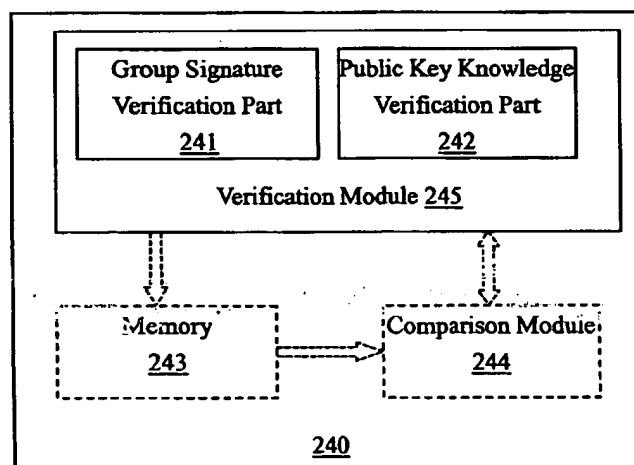 Group Signature
Verification Part
241
Public Key Knowledge
Verification Part
242
Verification Module 245
Memory
243
Comparison Module
244
240